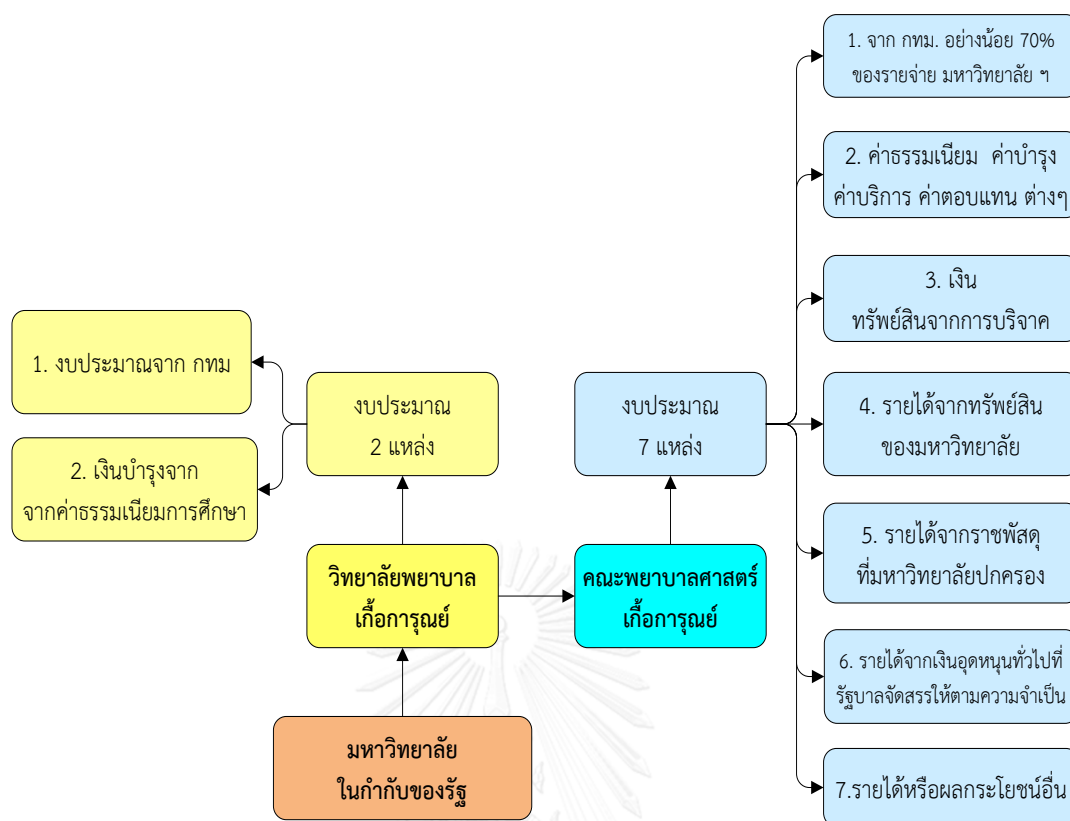 1. จาก กทม. อย่างน้อย 70%
ของรายจ่าย มหาวิทยาลัย ฯ
2. ค่าธรรมเนียม ค่าบำรุง
ค่าบริการ ค่าตอบแทน ต่างๆ
3. เงิน
ทรัพย์สินจากการบริจาค
1. งบประมาณจาก กทม
งบประมาณ
2 แหล่ง
งบประมาณ
7 แหล่ง
4. รายได้จากทรัพย์สิน
ของมหาวิทยาลัย
2. เงินบำรุงจาก
จากค่าธรรมเนียมการศึกษา
5. รายได้จากราชพัสดุ
ที่มหาวิทยาลัยปกครอง
วิทยาลัยพยาบาล
เกื้อการุณย์
คณะพยาบาลศาสตร์
เกื้อการุณย์
6. รายได้จากเงินอุดหนุนทั่วไปที่
รัฐบาลจัดสรรให้ตามความจำเป็น
มหาวิทยาลัย
ในกำกับของรัฐ
7.รายได้หรือผลกระโยชน์อื่น